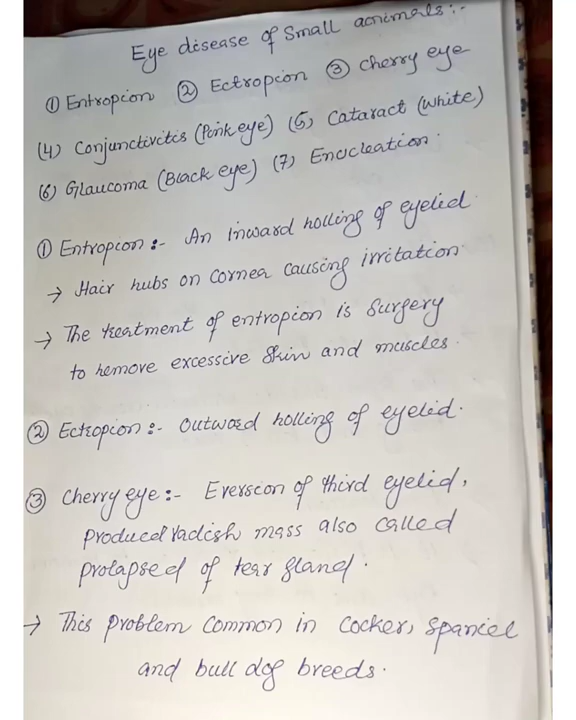 Eye disease of Small acnimals:-
① Entropion ② Ectropion ③ Cherry eye
(4) Conjunctivitis (Pink eye) (5) Cataract (White)
(6) Glaucoma (Black eye) (7) Enucleation.
① Entropion :- An inward rolling of eyelid.
→ Hair rubs on cornea causing irritation
→ The treatment of entropion is Surgery
to remove excessive Skin and muscles.
② Ectropion :- Outward rolling of eyelid.
③ Cherry eye :- Eversion of third eyelid,
produced radish mass also called
prolapsed of tear gland.
→ This problem common in Cocker, Spaniel
and bull dog breeds.